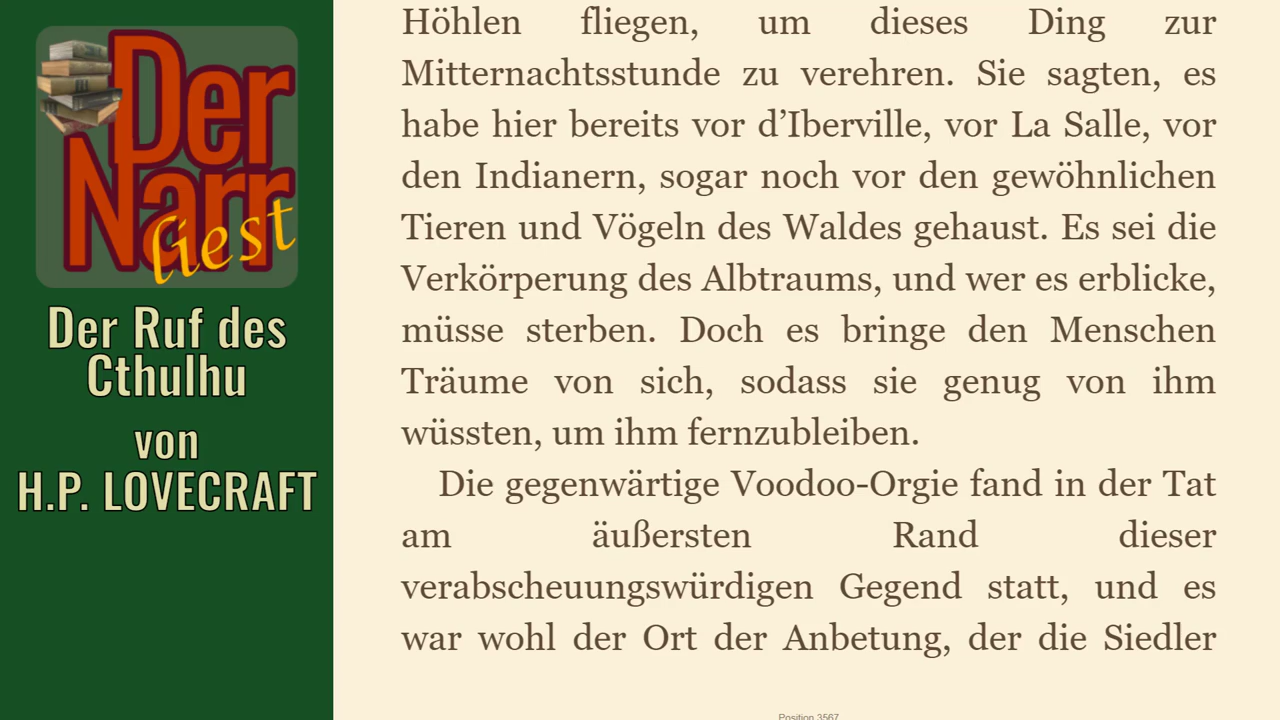 Der
Narr
liest
Der Ruf des
Cthulhu
von
H.P. LOVECRAFT
Höhlen fliegen, um dieses Ding zur
Mitternachtsstunde zu verehren. Sie sagten, es
habe hier bereits vor d’Iberville, vor La Salle, vor
den Indianern, sogar noch vor den gewöhnlichen
Tieren und Vögeln des Waldes gehaust. Es sei die
Verkörperung des Albtraums, und wer es erblicke,
müsse sterben. Doch es bringe den Menschen
Träume von sich, sodass sie genug von ihm
wüssten, um ihm fernzubleiben.
Die gegenwärtige Voodoo-Orgie fand in der Tat
am äußersten Rand dieser
verabscheuungswürdigen Gegend statt, und es
war wohl der Ort der Anbetung, der die Siedler
Position 3567